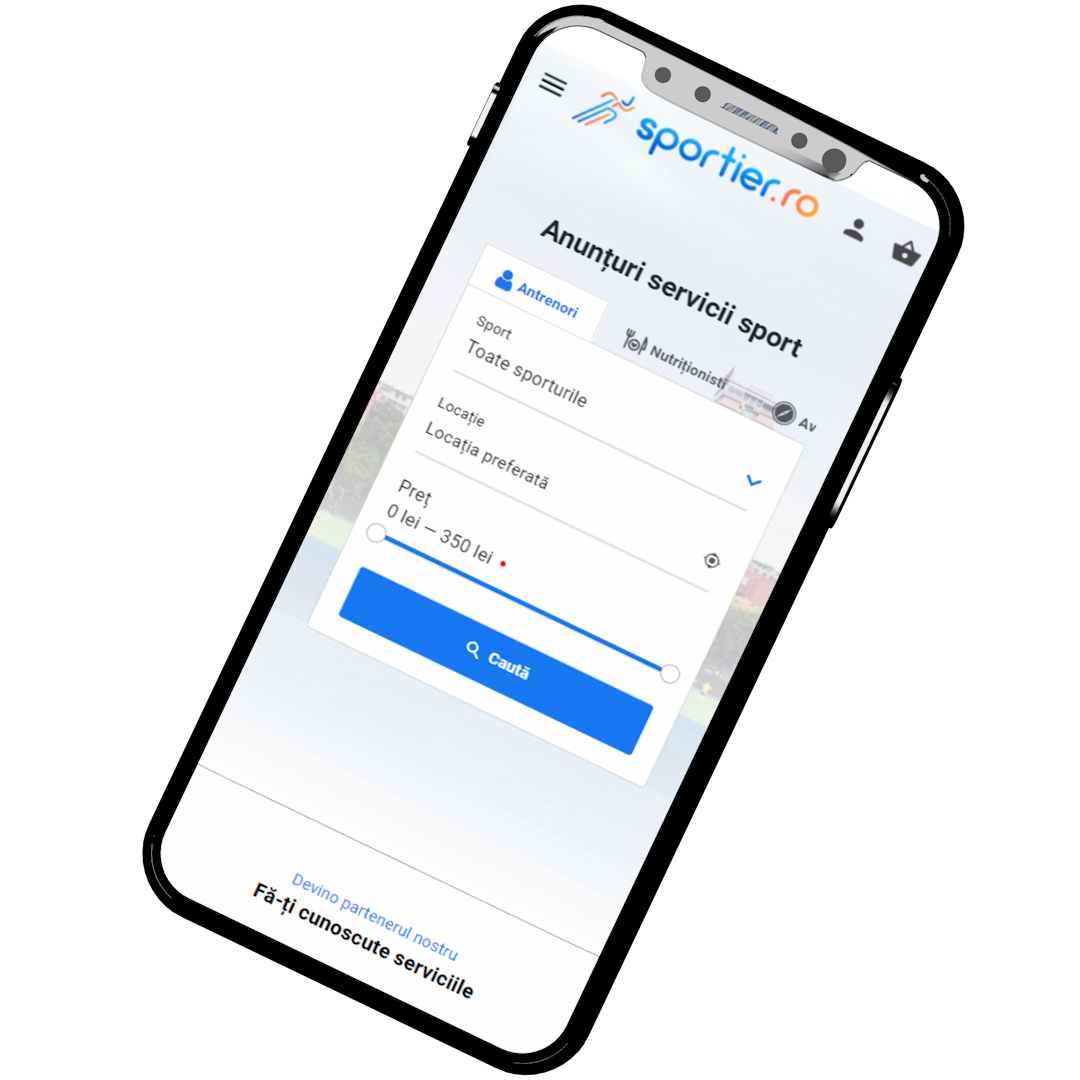 sportier.ro
Anunțuri servicii sport
Antrenori
Nutriționisti
Av
Sport
Toate sporturile
Locație
Locația preferată
Preț
0 lei – 350 lei
Caută
Devino partenerul nostru
Fă-ți cunoscute serviciile